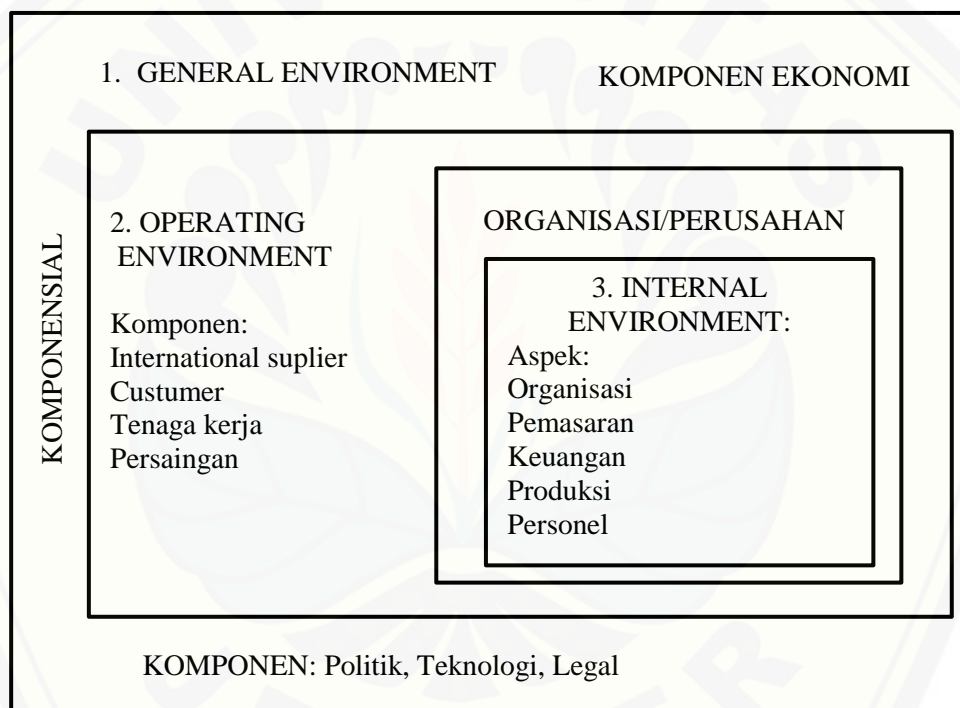 1. GENERAL ENVIRONMENT
KOMPONEN EKONOMI
KOMPONENSIAL
2. OPERATING
ENVIRONMENT
Komponen:
International suplier
Custumer
Tenaga kerja
Persaingan
ORGANISASI/PERUSAHAN
3. INTERNAL
ENVIRONMENT:
Aspek:
Organisasi
Pemasaran
Keuangan
Produksi
Personel
KOMPONEN: Politik, Teknologi, Legal